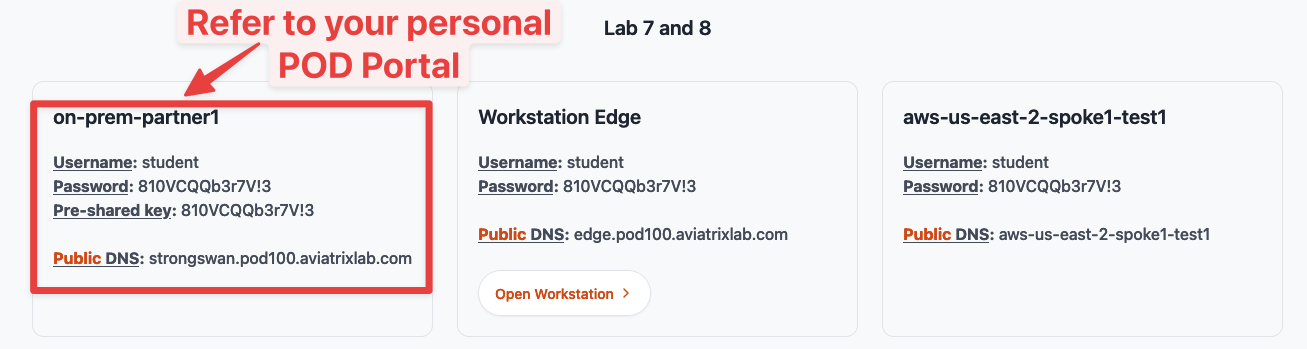 Refer to your personal
POD Portal
Lab 7 and 8
on-prem-partner1
Username: student
Password: 810VCQQb3r7V!3
Pre-shared key: 810VCQQb3r7V!3
Public DNS: strongswan.pod100.aviatrixlab.com
Workstation Edge
Username: student
Password: 810VCQQb3r7V!3
Public DNS: edge.pod100.aviatrixlab.com
Open Workstation >
aws-us-east-2-spoke1-test1
Username: student
Password: 810VCQQb3r7V!3
Public DNS: aws-us-east-2-spoke1-test1